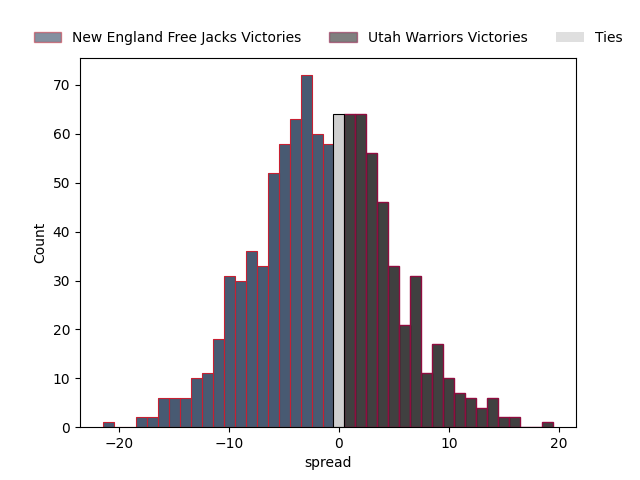 New England Free Jacks Victories Utah Warriors Victories Ties
70
60
50
40
30
20
10
0
Count
−20 −10 0 10 20
spread